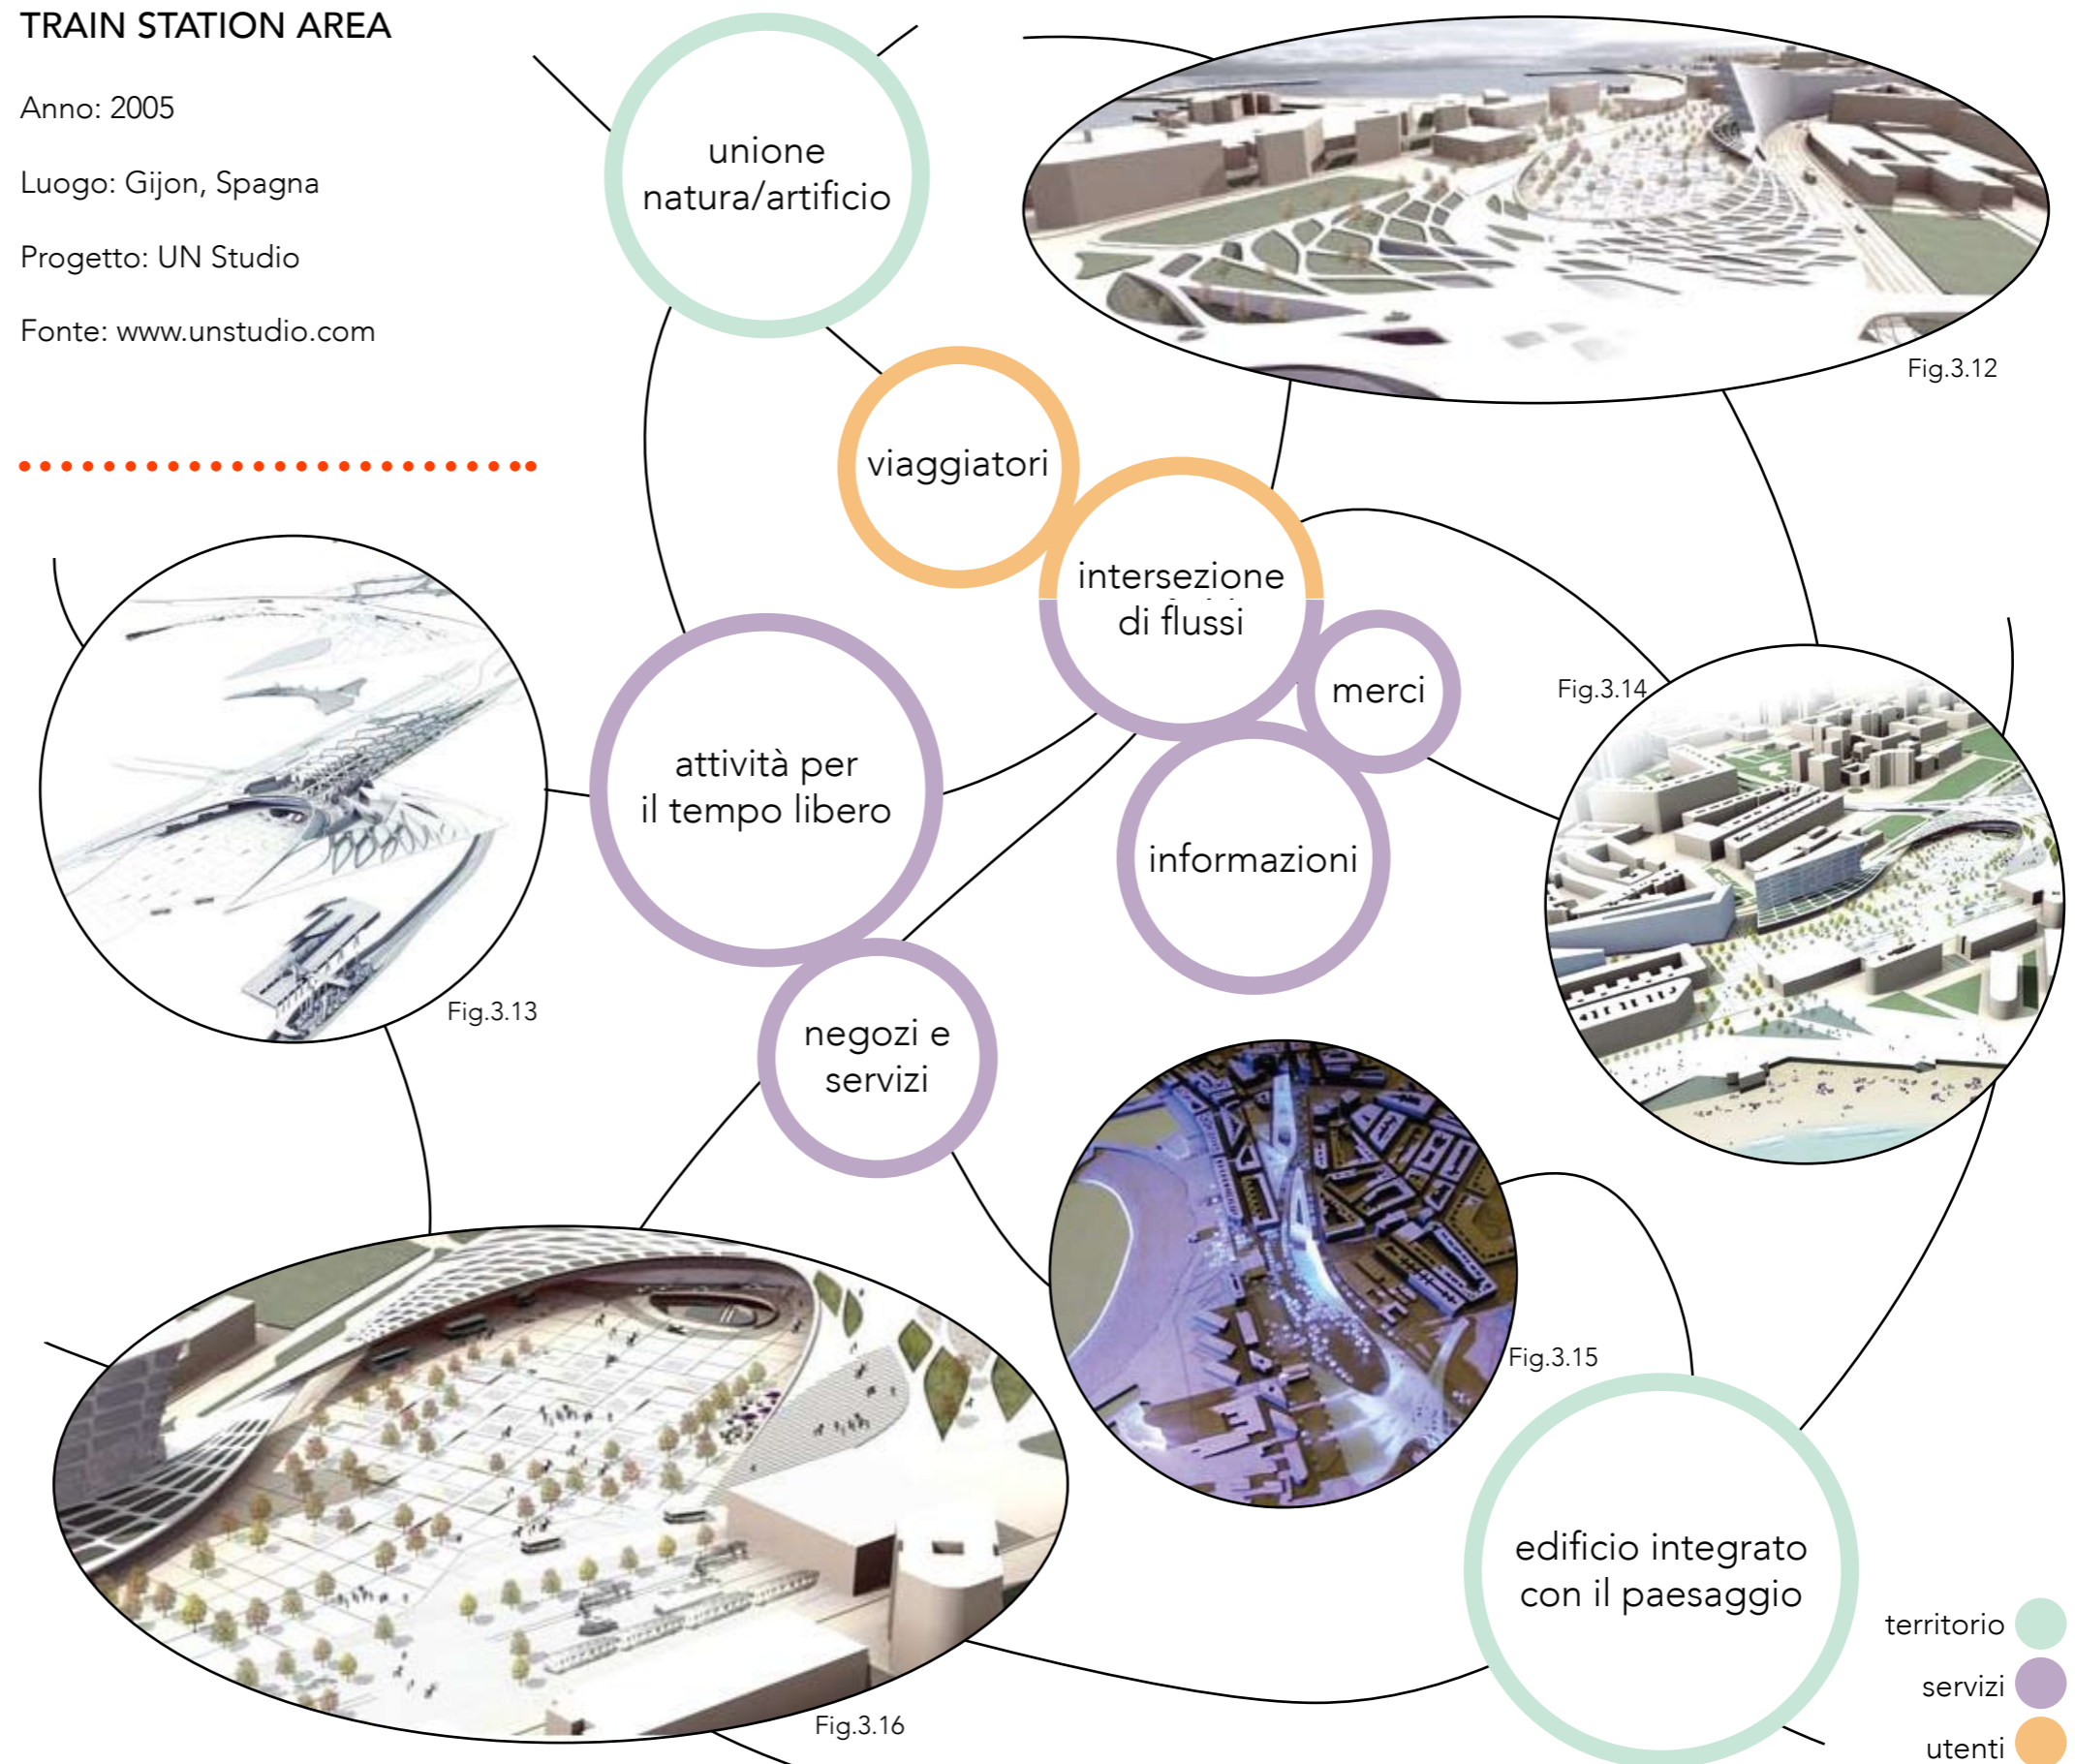 TRAIN STATION AREA
Anno: 2005
Luogo: Gijon, Spagna
Progetto: UN Studio
Fonte: www.unstudio.com
unione
natura/artificio
Fig.3.12
viaggiatori
intersezione
di flussi
merci
Fig.3.14
attività per
il tempo libero
informazioni
Fig.3.13
negozi e
servizi
Fig.3.15
edificio integrato
con il paesaggio
Fig.3.16
territorio
servizi
utenti